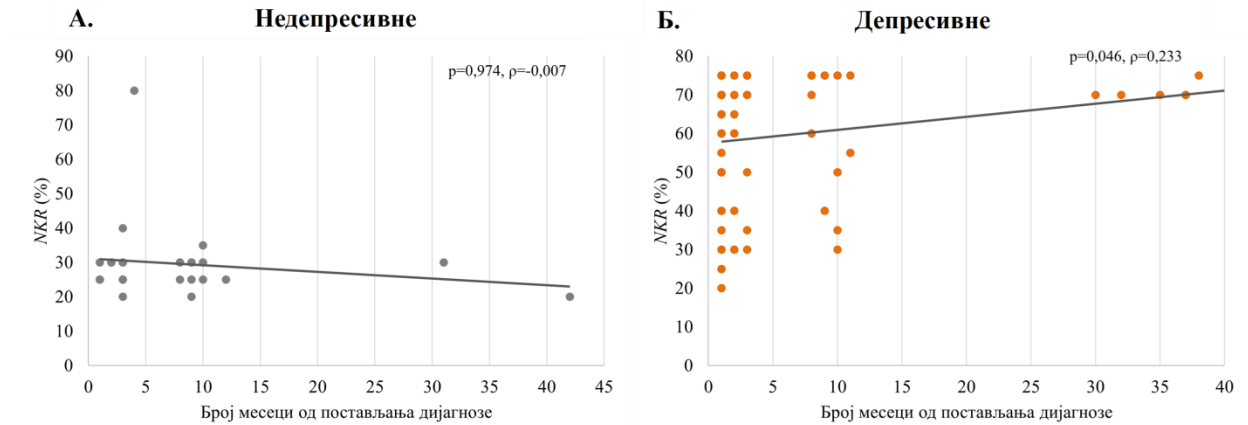 А.
Недепресивне
p=0,974, ρ=-0,007
NKR (%)
90
80
70
60
50
40
30
20
10
0
0 5 10 15 20 25 30 35 40 45
Број месеци од постављања дијагнозе
Б.
Депресивне
p=0,046, ρ=0,233
NKR (%)
80
70
60
50
40
30
20
10
0
0 5 10 15 20 25 30 35 40
Број месеци од постављања дијагнозе